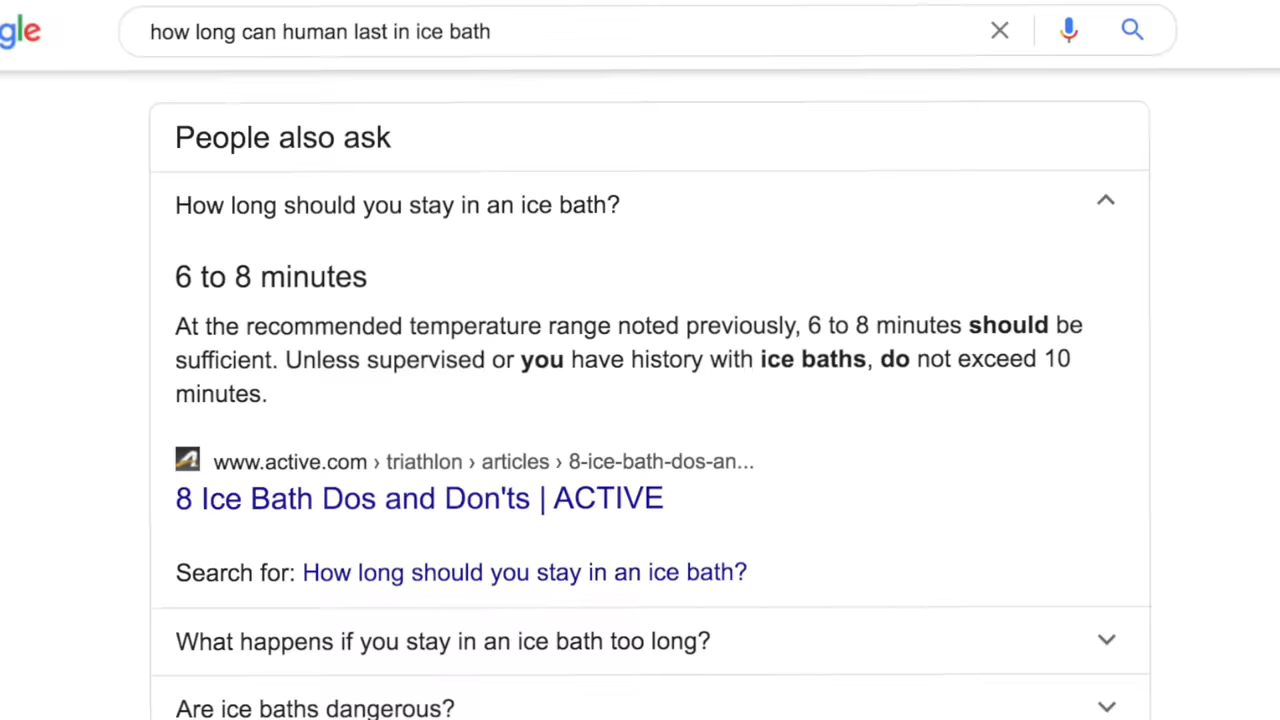 gle
how long can human last in ice bath
People also ask
How long should you stay in an ice bath?
6 to 8 minutes
At the recommended temperature range noted previously, 6 to 8 minutes should be
sufficient. Unless supervised or you have history with ice baths, do not exceed 10
minutes.
www.active.com › triathlon › articles › 8-ice-bath-dos-an...
8 Ice Bath Dos and Don'ts | ACTIVE
Search for: How long should you stay in an ice bath?
What happens if you stay in an ice bath too long?
Are ice baths dangerous?